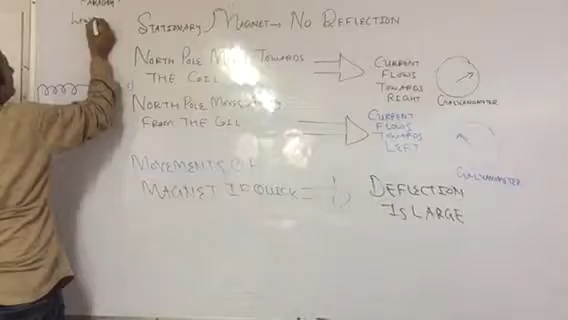 STATIONARY MAGNET → NO DEFLECTION
NORTH POLE MOVES TOWARDS
THE COIL
CURRENT
FLOWS
TOWARDS
RIGHT
GALVANOMETER
NORTH POLE MOVES
FROM THE COIL
CURRENT
FLOWS
TOWARDS
LEFT
GALVANOMETER
MOVEMENTS OF
MAGNET IS QUICK
DEFLECTION
IS LARGE